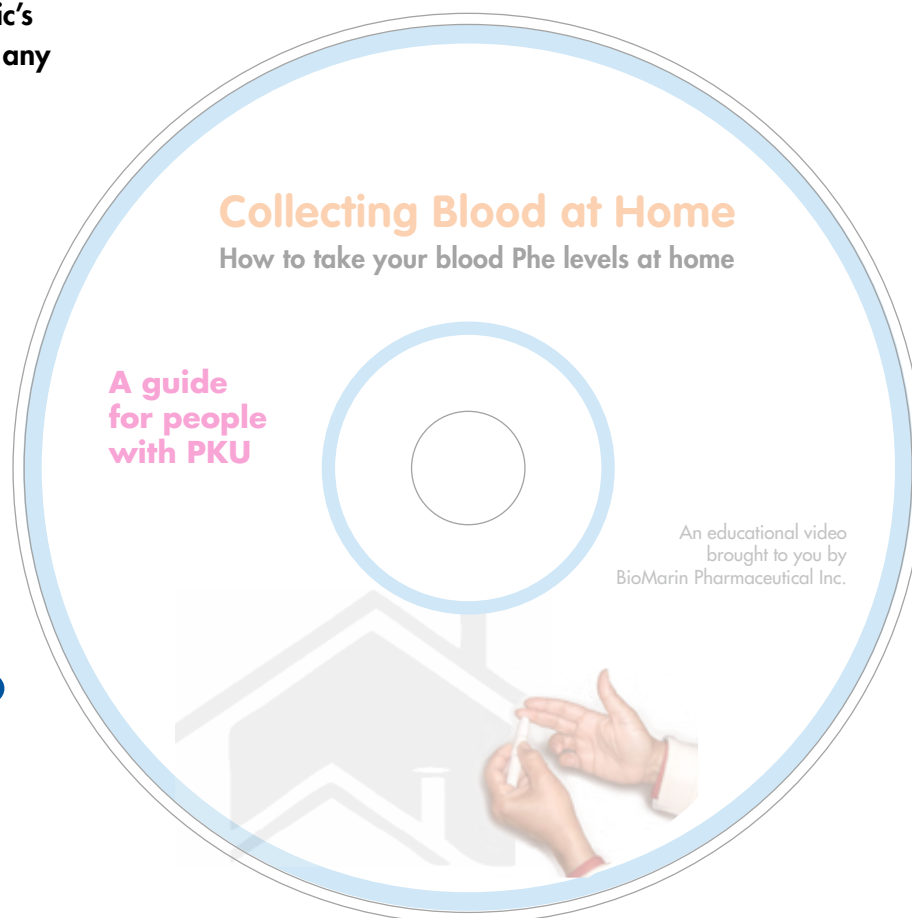 ic's
any
Collecting Blood at Home
How to take your blood Phe levels at home
A guide
for people
with PKU
An educational video
brought to you by
BioMarin Pharmaceutical Inc.